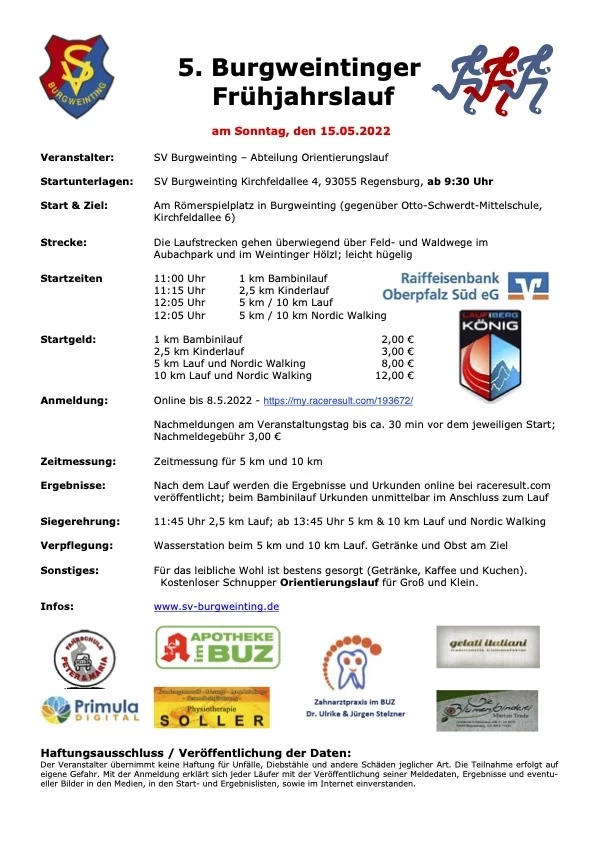 SV
BURGWEINTING
5. Burgweintinger
Frühjahrslauf
am Sonntag, den 15.05.2022
Veranstalter: SV Burgweinting – Abteilung Orientierungslauf
Startunterlagen: SV Burgweinting Kirchfeldallee 4, 93055 Regensburg, ab 9:30 Uhr
Start & Ziel: Am Römerspielplatz in Burgweinting (gegenüber Otto-Schwerdt-Mittelschule,
Kirchfeldallee 6)
Strecke: Die Laufstrecken gehen überwiegend über Feld- und Waldwege im
Aubachpark und im Weintinger Hölzl; leicht hügelig
Startzeiten 11:00 Uhr 1 km Bambinilauf
11:15 Uhr 2,5 km Kinderlauf
12:05 Uhr 5 km / 10 km Lauf
12:05 Uhr 5 km / 10 km Nordic Walking
Raiffeisenbank
Oberpfalz Süd eG
LAUF!BERG
KÖNIG
Startgeld: 1 km Bambinilauf 2,00 €
2,5 km Kinderlauf 3,00 €
5 km Lauf und Nordic Walking 8,00 €
10 km Lauf und Nordic Walking 12,00 €
Anmeldung: Online bis 8.5.2022 - https://my.raceresult.com/193672/
Nachmeldungen am Veranstaltungstag bis ca. 30 min vor dem jeweiligen Start;
Nachmeldegebühr 3,00 €
Zeitmessung: Zeitmessung für 5 km und 10 km
Ergebnisse: Nach dem Lauf werden die Ergebnisse und Urkunden online bei raceresult.com
veröffentlicht; beim Bambinilauf Urkunden unmittelbar im Anschluss zum Lauf
Siegerehrung: 11:45 Uhr 2,5 km Lauf; ab 13:45 Uhr 5 km & 10 km Lauf und Nordic Walking
Verpflegung: Wasserstation beim 5 km und 10 km Lauf. Getränke und Obst am Ziel
Sonstiges: Für das leibliche Wohl ist bestens gesorgt (Getränke, Kaffee und Kuchen).
Kostenloser Schnupper Orientierungslauf für Groß und Klein.
Infos: www.sv-burgweinting.de
FAHRSCHULE
PETER & MARIA
APOTHEKE
im BUZ
Zahnarztpraxis im BUZ
Dr. Ulrike & Jürgen Stelzner
gelati italiani
Primula
DIGITAL
Physiotherapie
SOLLER
Die
Blumenbinderei
Marion Trade
Haftungsausschluss / Veröffentlichung der Daten:
Der Veranstalter übernimmt keine Haftung für Unfälle, Diebstähle und andere Schäden jeglicher Art. Die Teilnahme erfolgt auf
eigene Gefahr. Mit der Anmeldung erklärt sich jeder Läufer mit der Veröffentlichung seiner Meldedaten, Ergebnisse und eventu-
eller Bilder in den Medien, in den Start- und Ergebnislisten, sowie im Internet einverstanden.